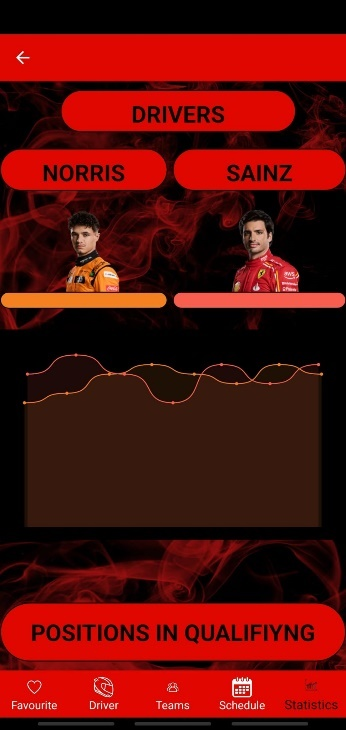 DRIVERS
NORRIS
SAINZ
POSITIONS IN QUALIFIYNG
Favourite
Driver
Teams
Schedule
Statistics